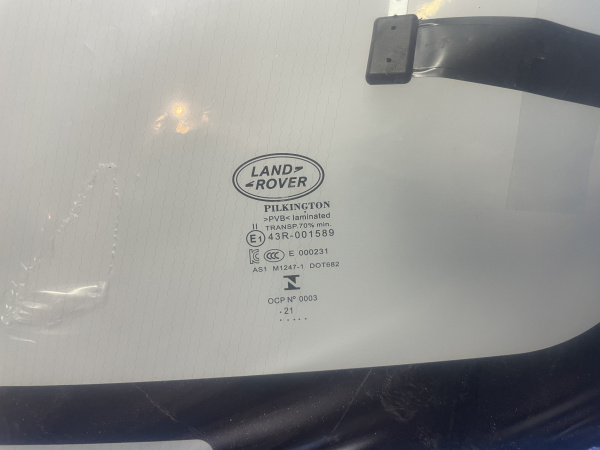 LAND
ROVER
PILKINGTON
>PVB< laminated
TRANSP.70% min.
II
E1 43R-001589
CCC E 000231
AS1 M1247-1 DOT682
N
OCP Nº 0003
. 21
.....